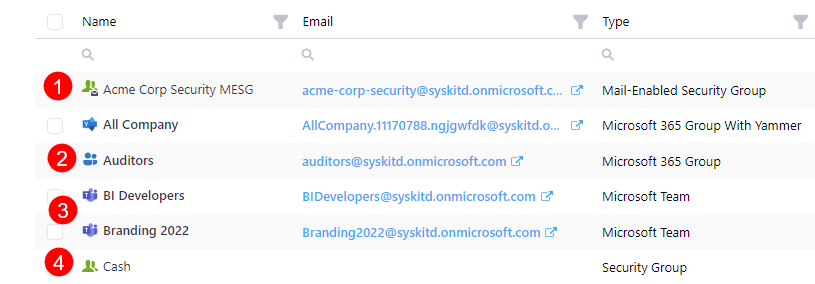 Name Email Type
1 Acme Corp Security MESG acme-corp-security@syskitd.onmicrosoft.c... Mail-Enabled Security Group
All Company AllCompany.11170788.ngjgwfdk@syskitd.o... Microsoft 365 Group With Yammer
2 Auditors auditors@syskitd.onmicrosoft.com Microsoft 365 Group
BI Developers BIDevelopers@syskitd.onmicrosoft.com Microsoft Team
3
Branding 2022 Branding2022@syskitd.onmicrosoft.com Microsoft Team
4 Cash Security Group